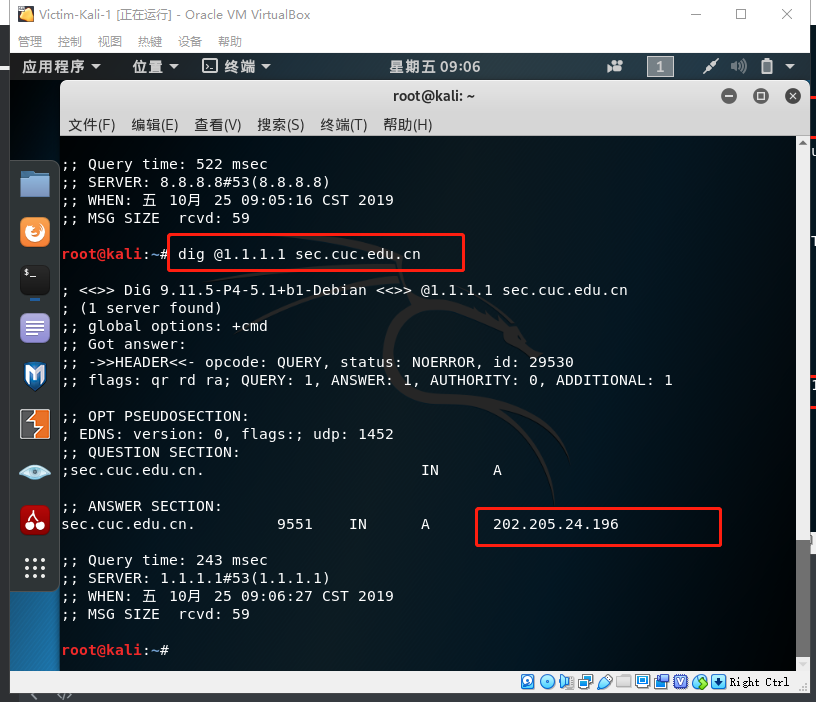 Victim-Kali-1 [正在运行] - Oracle VM VirtualBox
管理 控制 视图 热键 设备 帮助
应用程序 位置 终端 星期五 09:06 1
root@kali: ~
文件(F) 编辑(E) 查看(V) 搜索(S) 终端(T) 帮助(H)
;; Query time: 522 msec
;; SERVER: 8.8.8.8#53(8.8.8.8)
;; WHEN: 五 10月 25 09:05:16 CST 2019
;; MSG SIZE  rcvd: 59
root@kali:~# dig @1.1.1.1 sec.cuc.edu.cn
; <<>> DiG 9.11.5-P4-5.1+b1-Debian <<>> @1.1.1.1 sec.cuc.edu.cn
; (1 server found)
;; global options: +cmd
;; Got answer:
;; ->>HEADER<<- opcode: QUERY, status: NOERROR, id: 29530
;; flags: qr rd ra; QUERY: 1, ANSWER: 1, AUTHORITY: 0, ADDITIONAL: 1
;; OPT PSEUDOSECTION:
; EDNS: version: 0, flags:; udp: 1452
;; QUESTION SECTION:
;sec.cuc.edu.cn. IN A
;; ANSWER SECTION:
sec.cuc.edu.cn. 9551 IN A 202.205.24.196
;; Query time: 243 msec
;; SERVER: 1.1.1.1#53(1.1.1.1)
;; WHEN: 五 10月 25 09:06:27 CST 2019
;; MSG SIZE  rcvd: 59
root@kali:~#
Right Ctrl